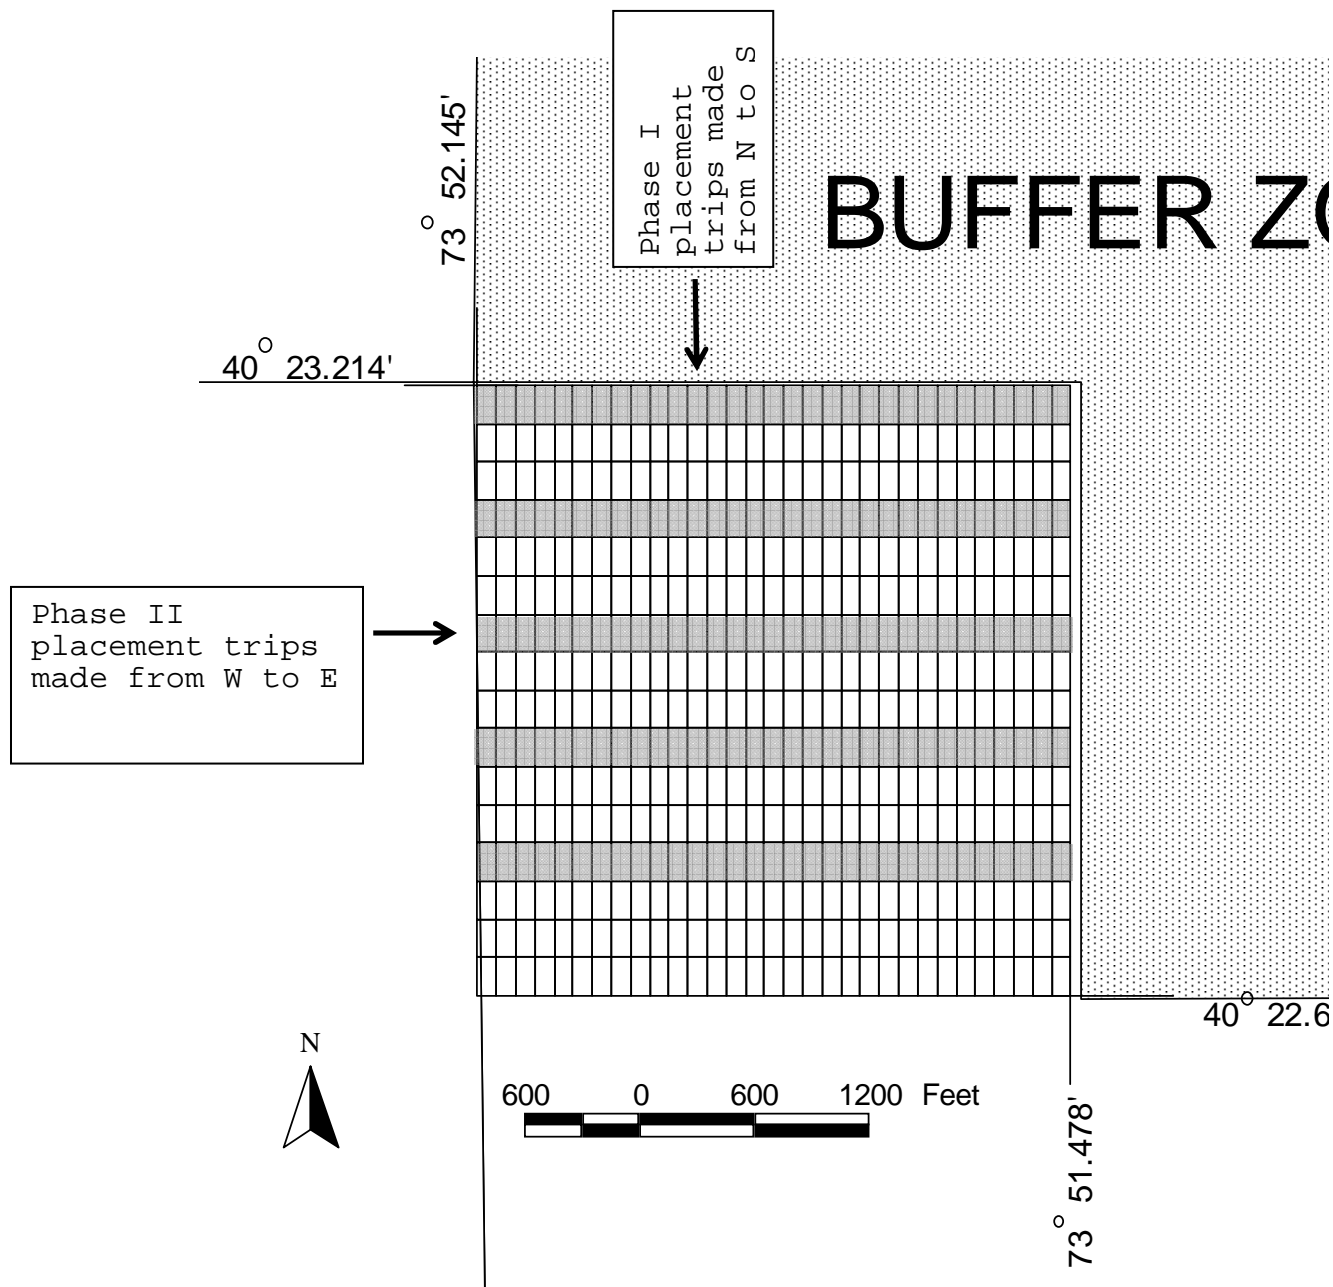 Phase I
placement
trips made
from N to S
73° 52.145'
BUFFER
40° 23.214'
Phase II
placement trips
made from W to E
40° 22.6
N
600 0 600 1200 Feet
73° 51.478'